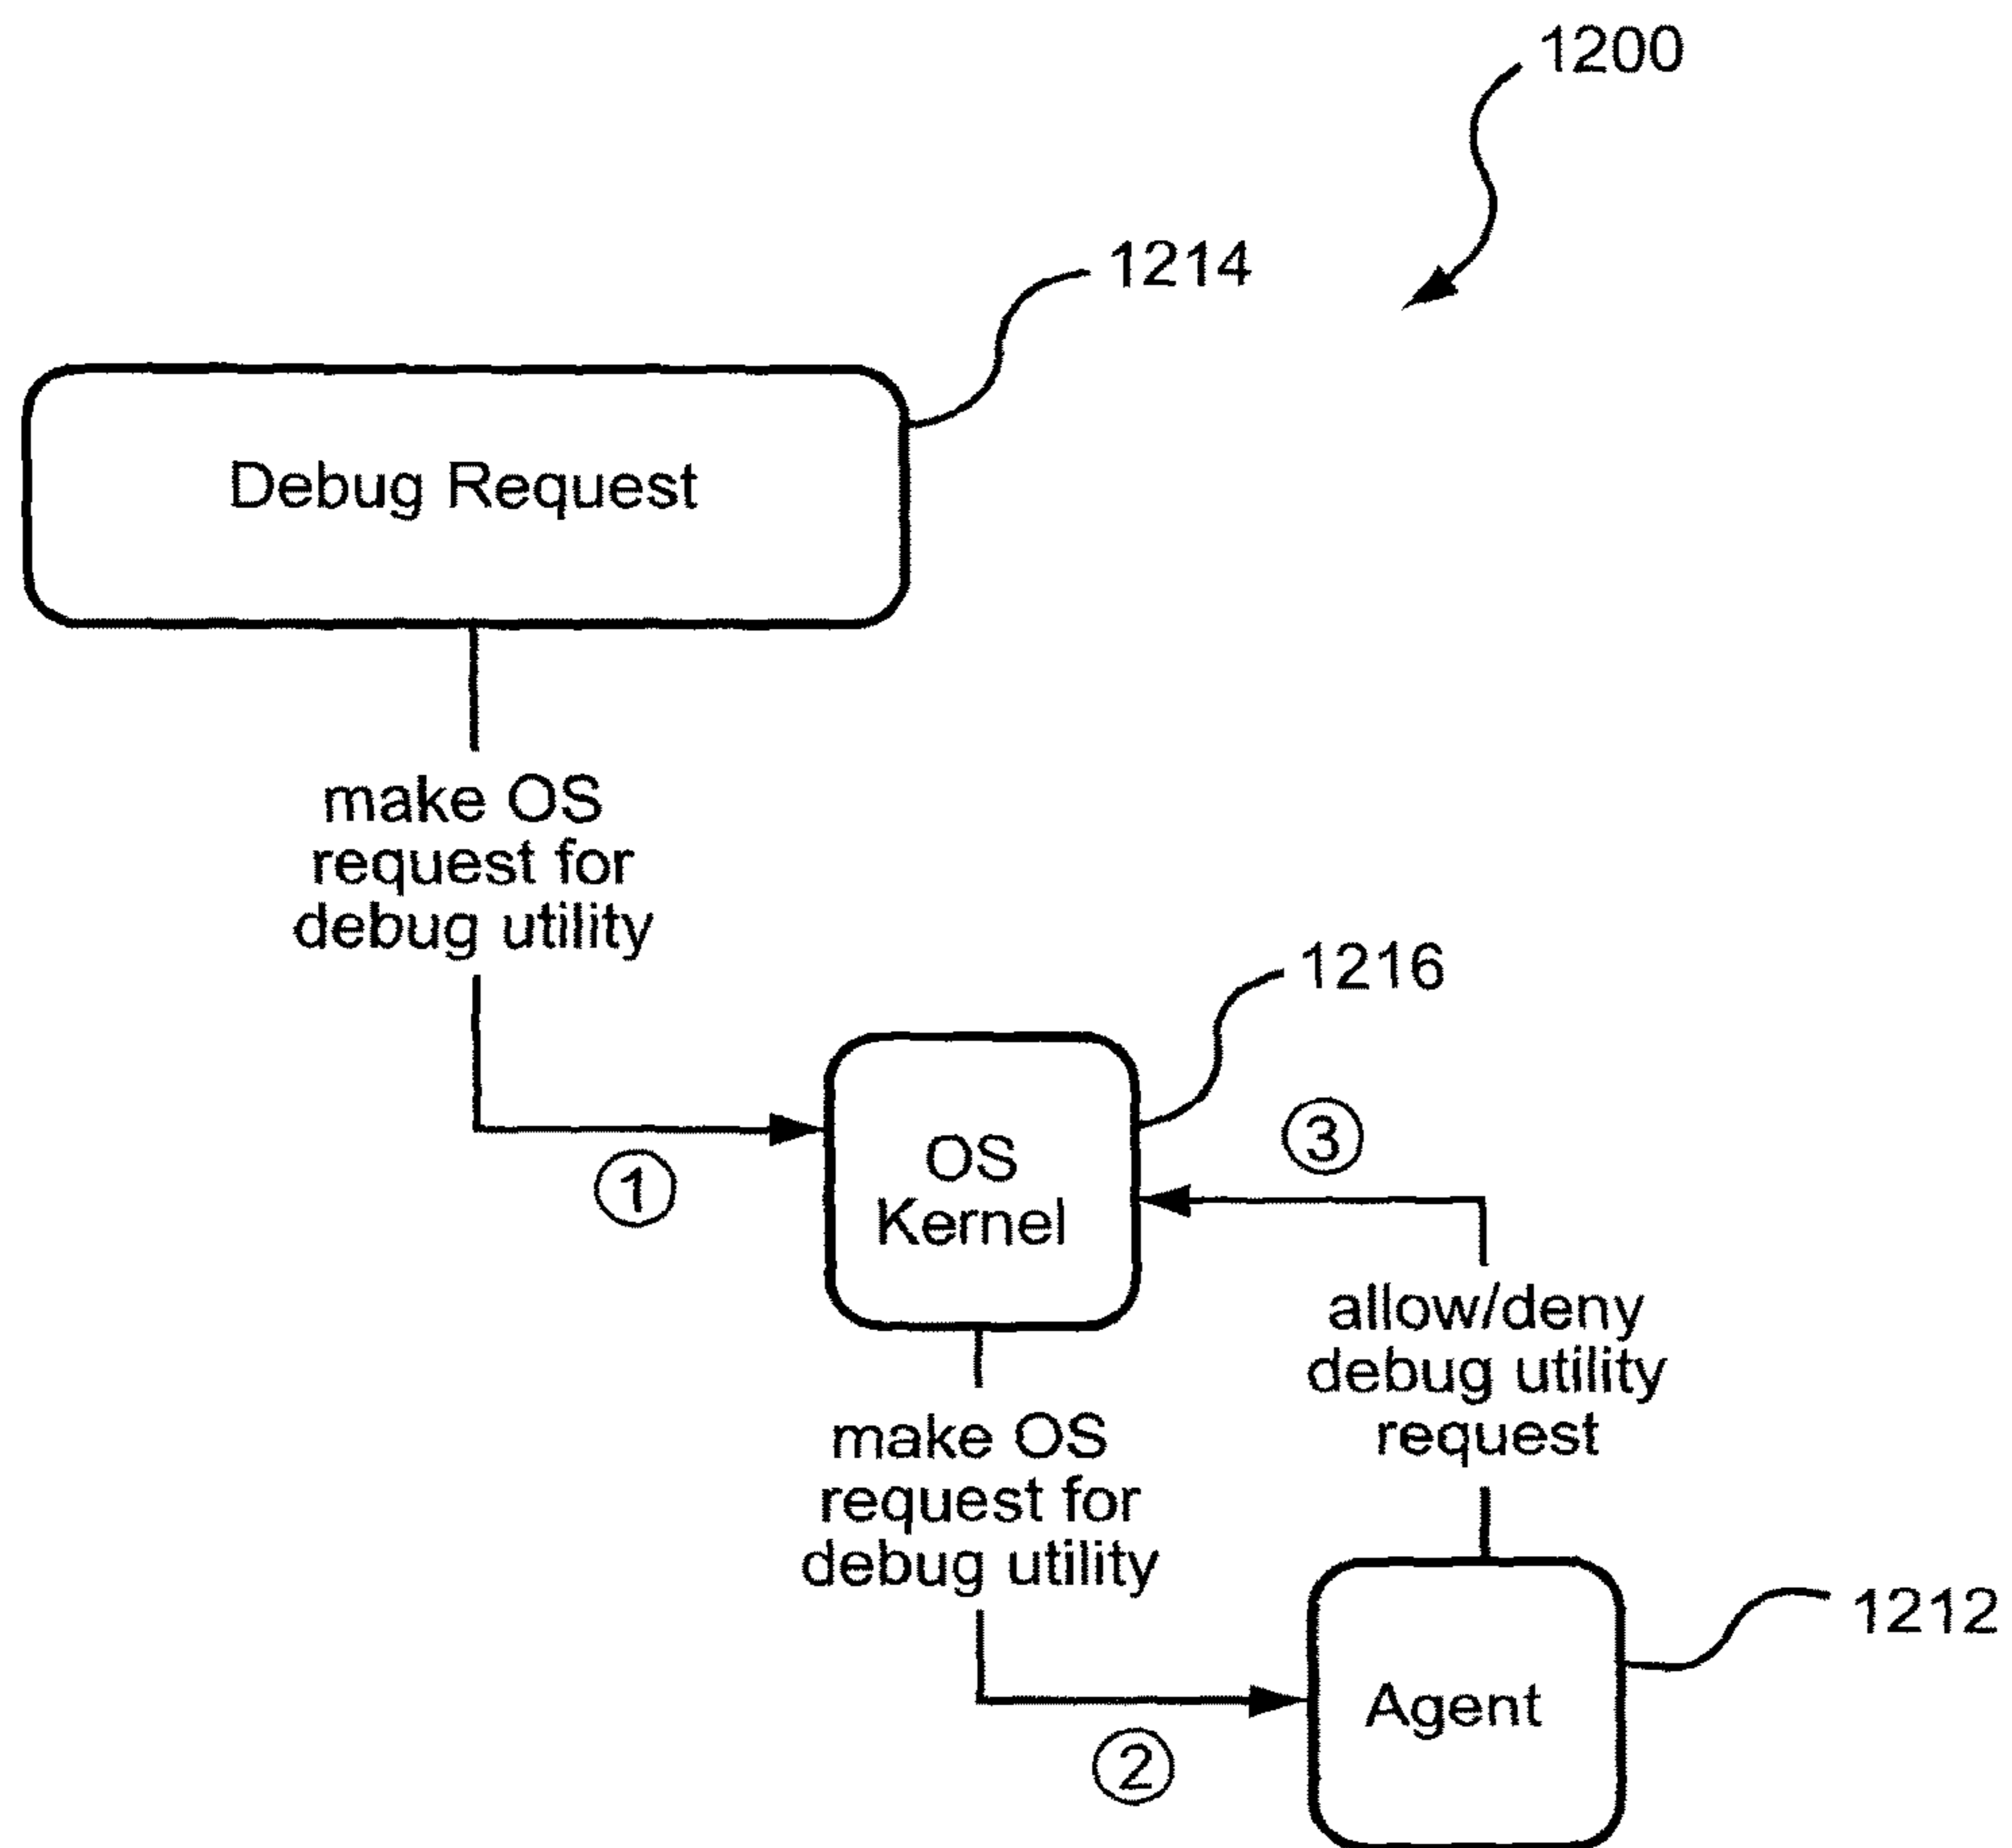 1200
1214
Debug Request
make OS
request for
debug utility
1216
OS
Kernel
①
③
allow/deny
debug utility
request
make OS
request for
debug utility
1212
Agent
②